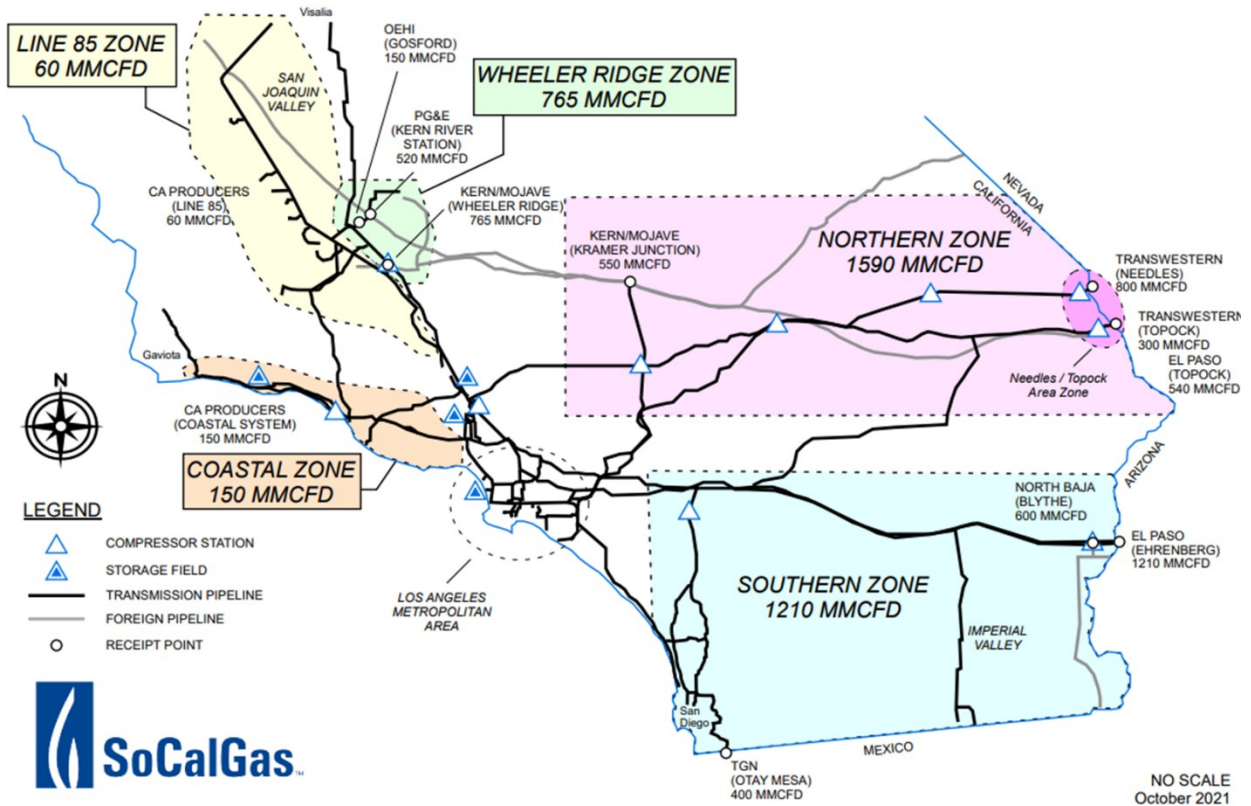 Visalia
OEHI
(GOSFORD)
150 MMCFD
LINE 85 ZONE
60 MMCFD
SAN
JOAQUIN
VALLEY
WHEELER RIDGE ZONE
765 MMCFD
PG&E
(KERN RIVER
STATION)
520 MMCFD
CA PRODUCERS
(LINE 85)
60 MMCFD
KERN/MOJAVE
(WHEELER RIDGE)
765 MMCFD
NEVADA
CALIFORNIA
KERN/MOJAVE
(KRAMER JUNCTION)
550 MMCFD
NORTHERN ZONE
1590 MMCFD
TRANSWESTERN
(NEEDLES)
800 MMCFD
TRANSWESTERN
(TOPOCK)
300 MMCFD
EL PASO
(TOPOCK)
540 MMCFD
Needles / Topock
Area Zone
Gaviota
N
CA PRODUCERS
(COASTAL SYSTEM)
150 MMCFD
COASTAL ZONE
150 MMCFD
ARIZONA
NORTH BAJA
(BLYTHE)
600 MMCFD
EL PASO
(EHRENBERG)
1210 MMCFD
LEGEND
COMPRESSOR STATION
STORAGE FIELD
TRANSMISSION PIPELINE
FOREIGN PIPELINE
RECEIPT POINT
LOS ANGELES
METROPOLITAN
AREA
SOUTHERN ZONE
1210 MMCFD
IMPERIAL
VALLEY
San
Diego
MEXICO
TGN
(OTAY MESA)
400 MMCFD
SoCalGas™
NO SCALE
October 2021